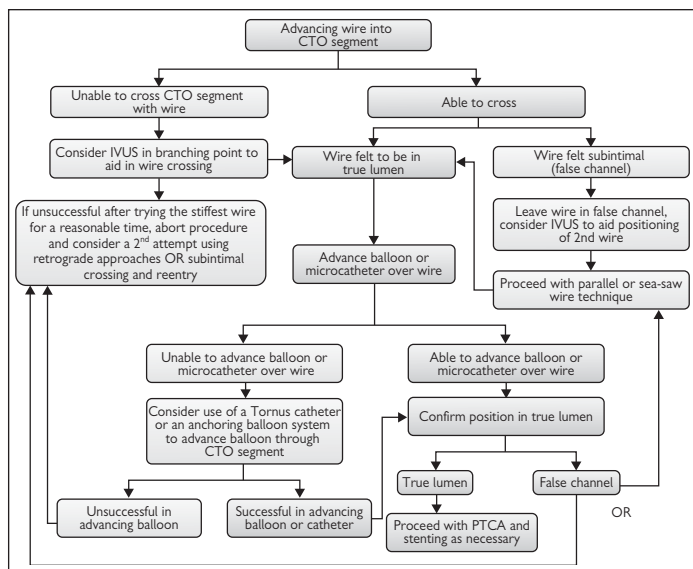 Advancing wire into
CTO segment
Unable to cross CTO segment
with wire
Able to cross
Consider IVUS in branching point to
aid in wire crossing
Wire felt to be in
true lumen
Wire felt subintimal
(false channel)
If unsuccessful after trying the stiffest wire
for a reasonable time, abort procedure
and consider a 2nd attempt using
retrograde approaches OR subintimal
crossing and reentry
Leave wire in false channel,
consider IVUS to aid positioning
of 2nd wire
Advance balloon or
microcatheter over wire
Proceed with parallel or sea-saw
wire technique
Unable to advance balloon or
microcatheter over wire
Able to advance balloon or
microcatheter over wire
Consider use of a Tornus catheter
or an anchoring balloon system
to advance balloon through
CTO segment
Confirm position in true lumen
True lumen
False channel
Unsuccessful in
advancing balloon
Successful in advancing
balloon or catheter
OR
Proceed with PTCA and
stenting as necessary